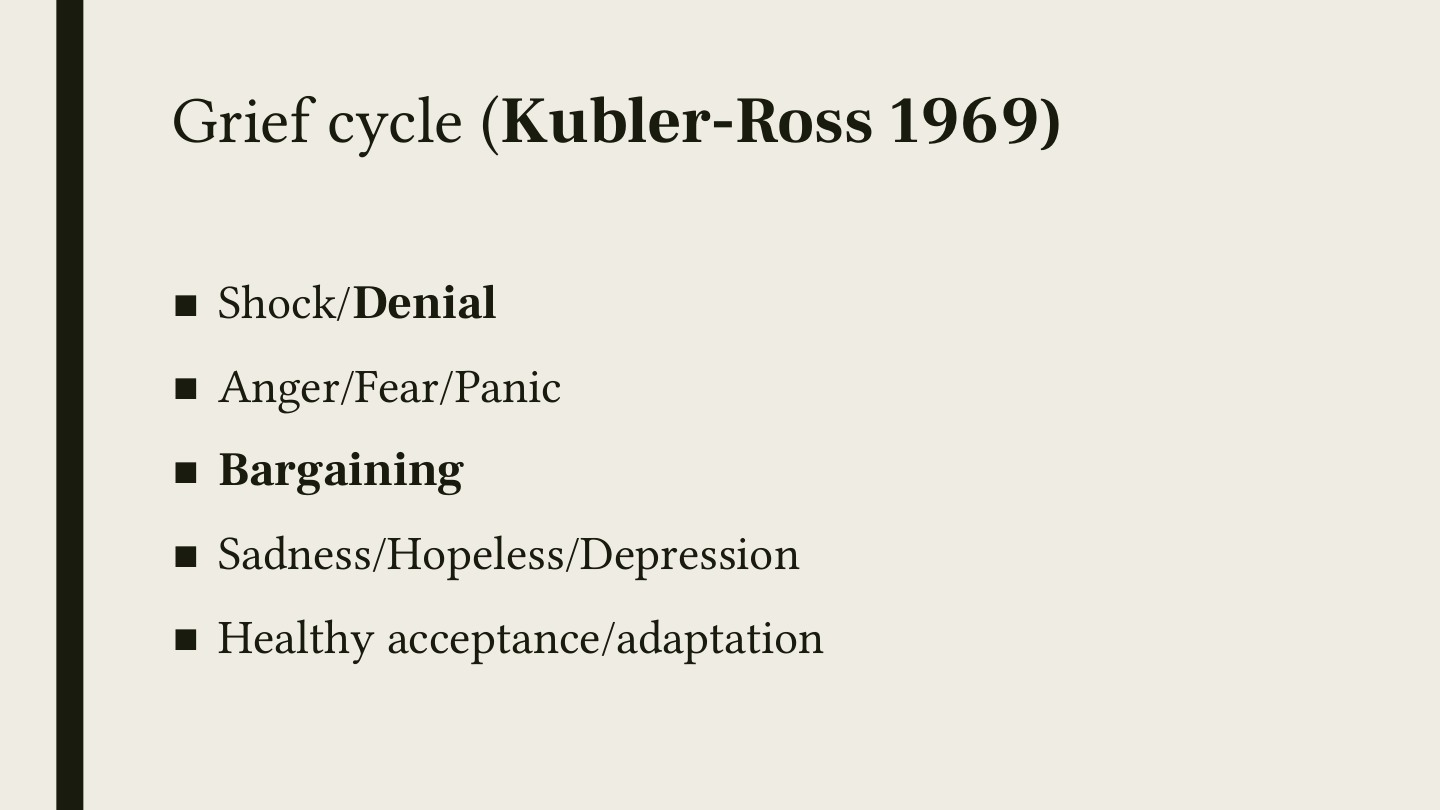 Grief cycle (Kubler-Ross 1969)
■ Shock/Denial
■ Anger/Fear/Panic
■ Bargaining
■ Sadness/Hopeless/Depression
■ Healthy acceptance/adaptation